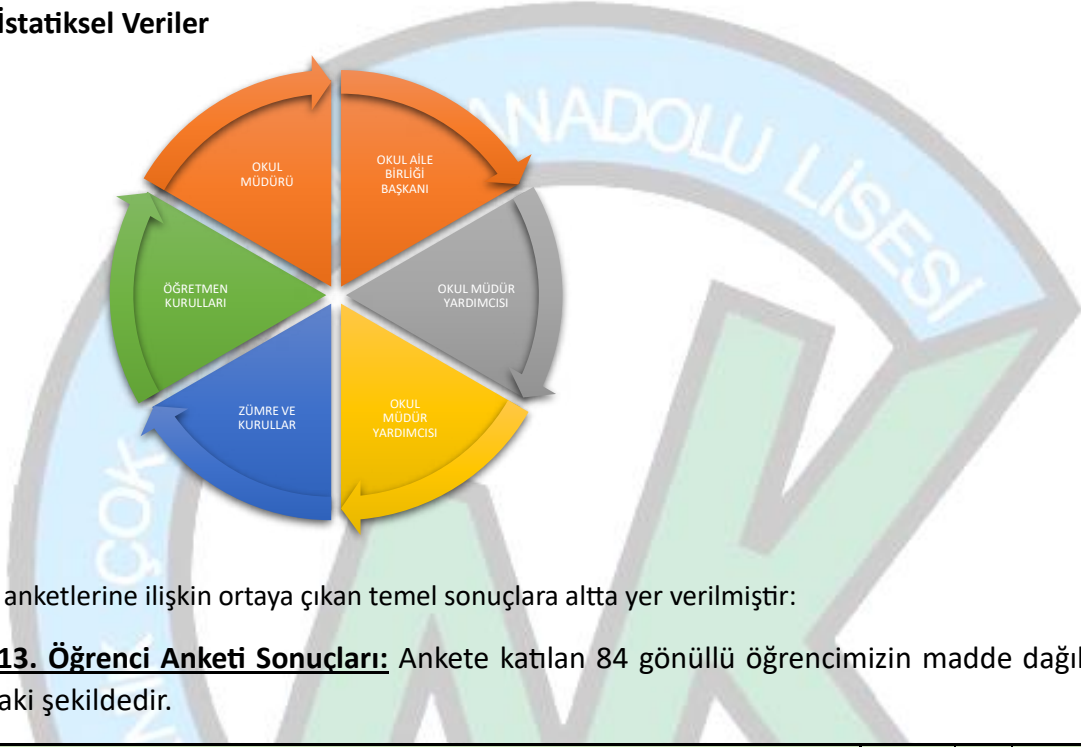 İstatiksel Veriler
OKUL
MÜDÜRÜ
OKUL AİLE
BİRLİĞİ
BAŞKANI
ÖĞRETMEN
KURULLARI
OKUL MÜDÜR
YARDIMCISI
ZÜMRE VE
KURULLAR
OKUL
MÜDÜR
YARDIMCISI
ANADOLU LİSESİ
ÇOK
anketlerine ilişkin ortaya çıkan temel sonuçlara altta yer verilmiştir:
13. Öğrenci Anketi Sonuçları: Ankete katılan 84 gönüllü öğrencimizin madde dağıl
aki şekildedir.